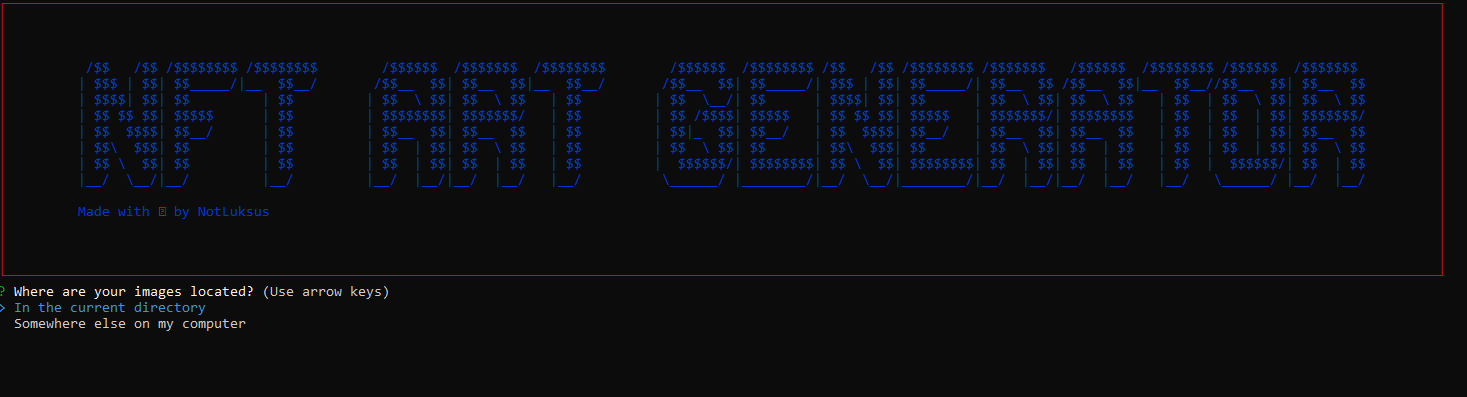 NFT ART GENERATOR
Made with by NotLuksus
? Where are your images located? (Use arrow keys)
> In the current directory
Somewhere else on my computer